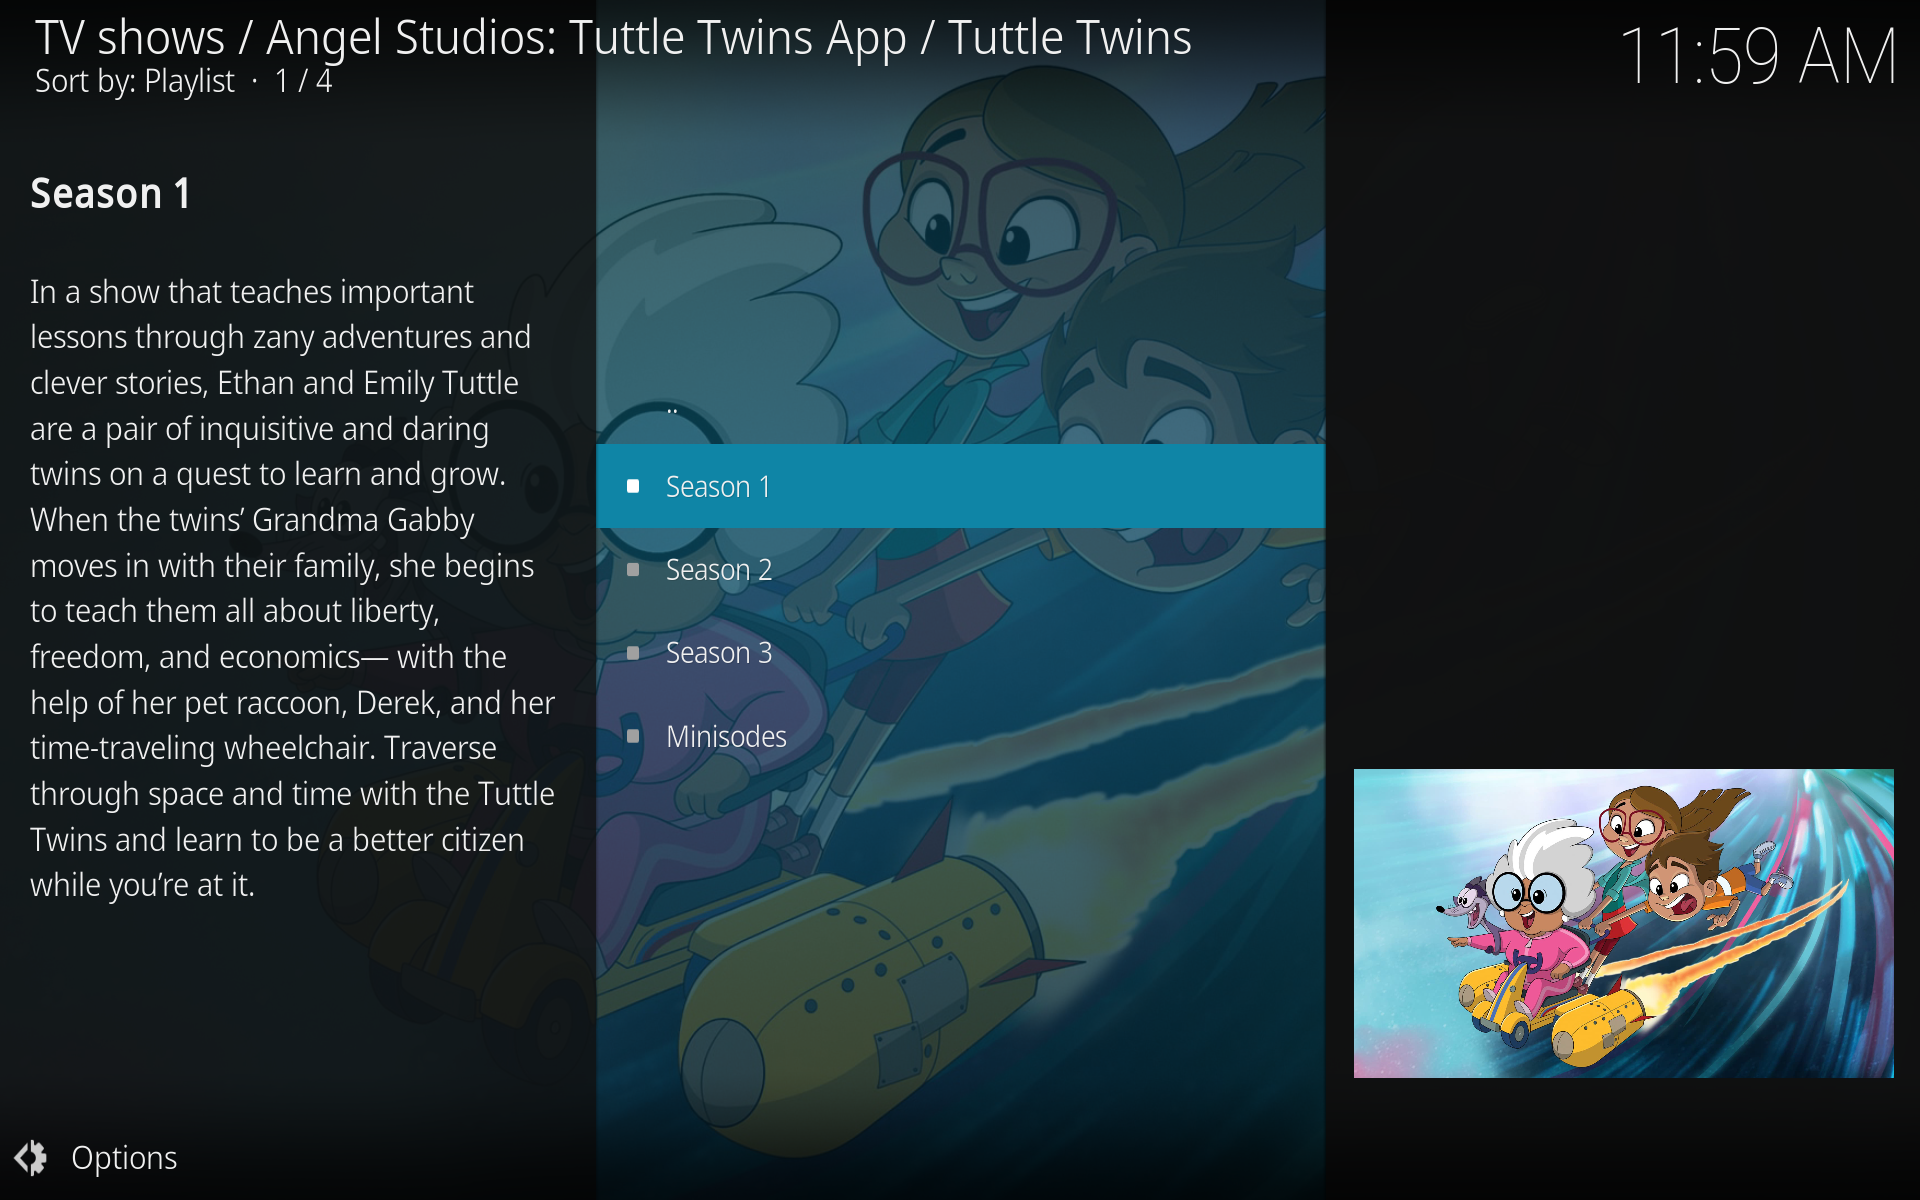 TV shows / Angel Studios: Tuttle Twins App / Tuttle Twins
Sort by: Playlist · 1 / 4
11:59 AM
Season 1
In a show that teaches important
lessons through zany adventures and
clever stories, Ethan and Emily Tuttle
are a pair of inquisitive and daring
twins on a quest to learn and grow.
When the twins’ Grandma Gabby
moves in with their family, she begins
to teach them all about liberty,
freedom, and economics— with the
help of her pet raccoon, Derek, and her
time-traveling wheelchair. Traverse
through space and time with the Tuttle
Twins and learn to be a better citizen
while you’re at it.
..
Season 1
Season 2
Season 3
Minisodes
Options